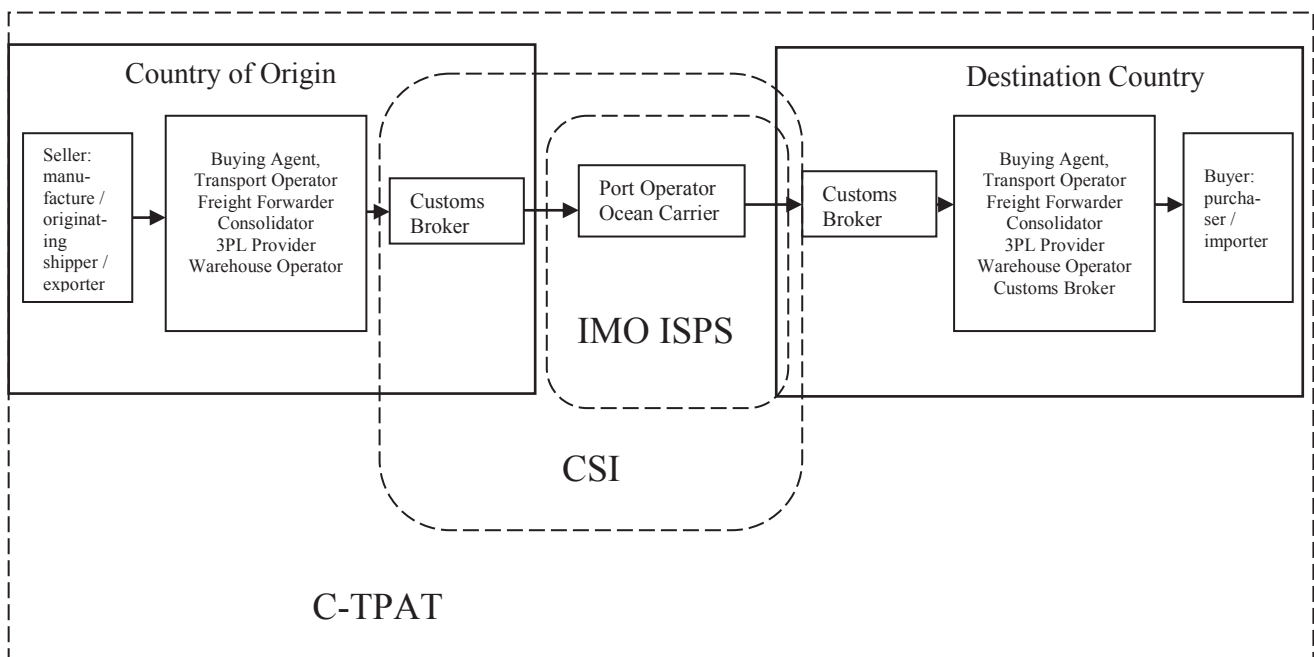 Country of Origin
Destination Country
Seller:
manu-
facture /
originat-
ing
shipper /
exporter
Buying Agent,
Transport Operator
Freight Forwarder
Consolidator
3PL Provider
Warehouse Operator
Customs
Broker
Port Operator
Ocean Carrier
Customs
Broker
Buying Agent,
Transport Operator
Freight Forwarder
Consolidator
3PL Provider
Warehouse Operator
Customs Broker
Buyer:
purcha-
ser /
importer
IMO ISPS
CSI
C-TPAT